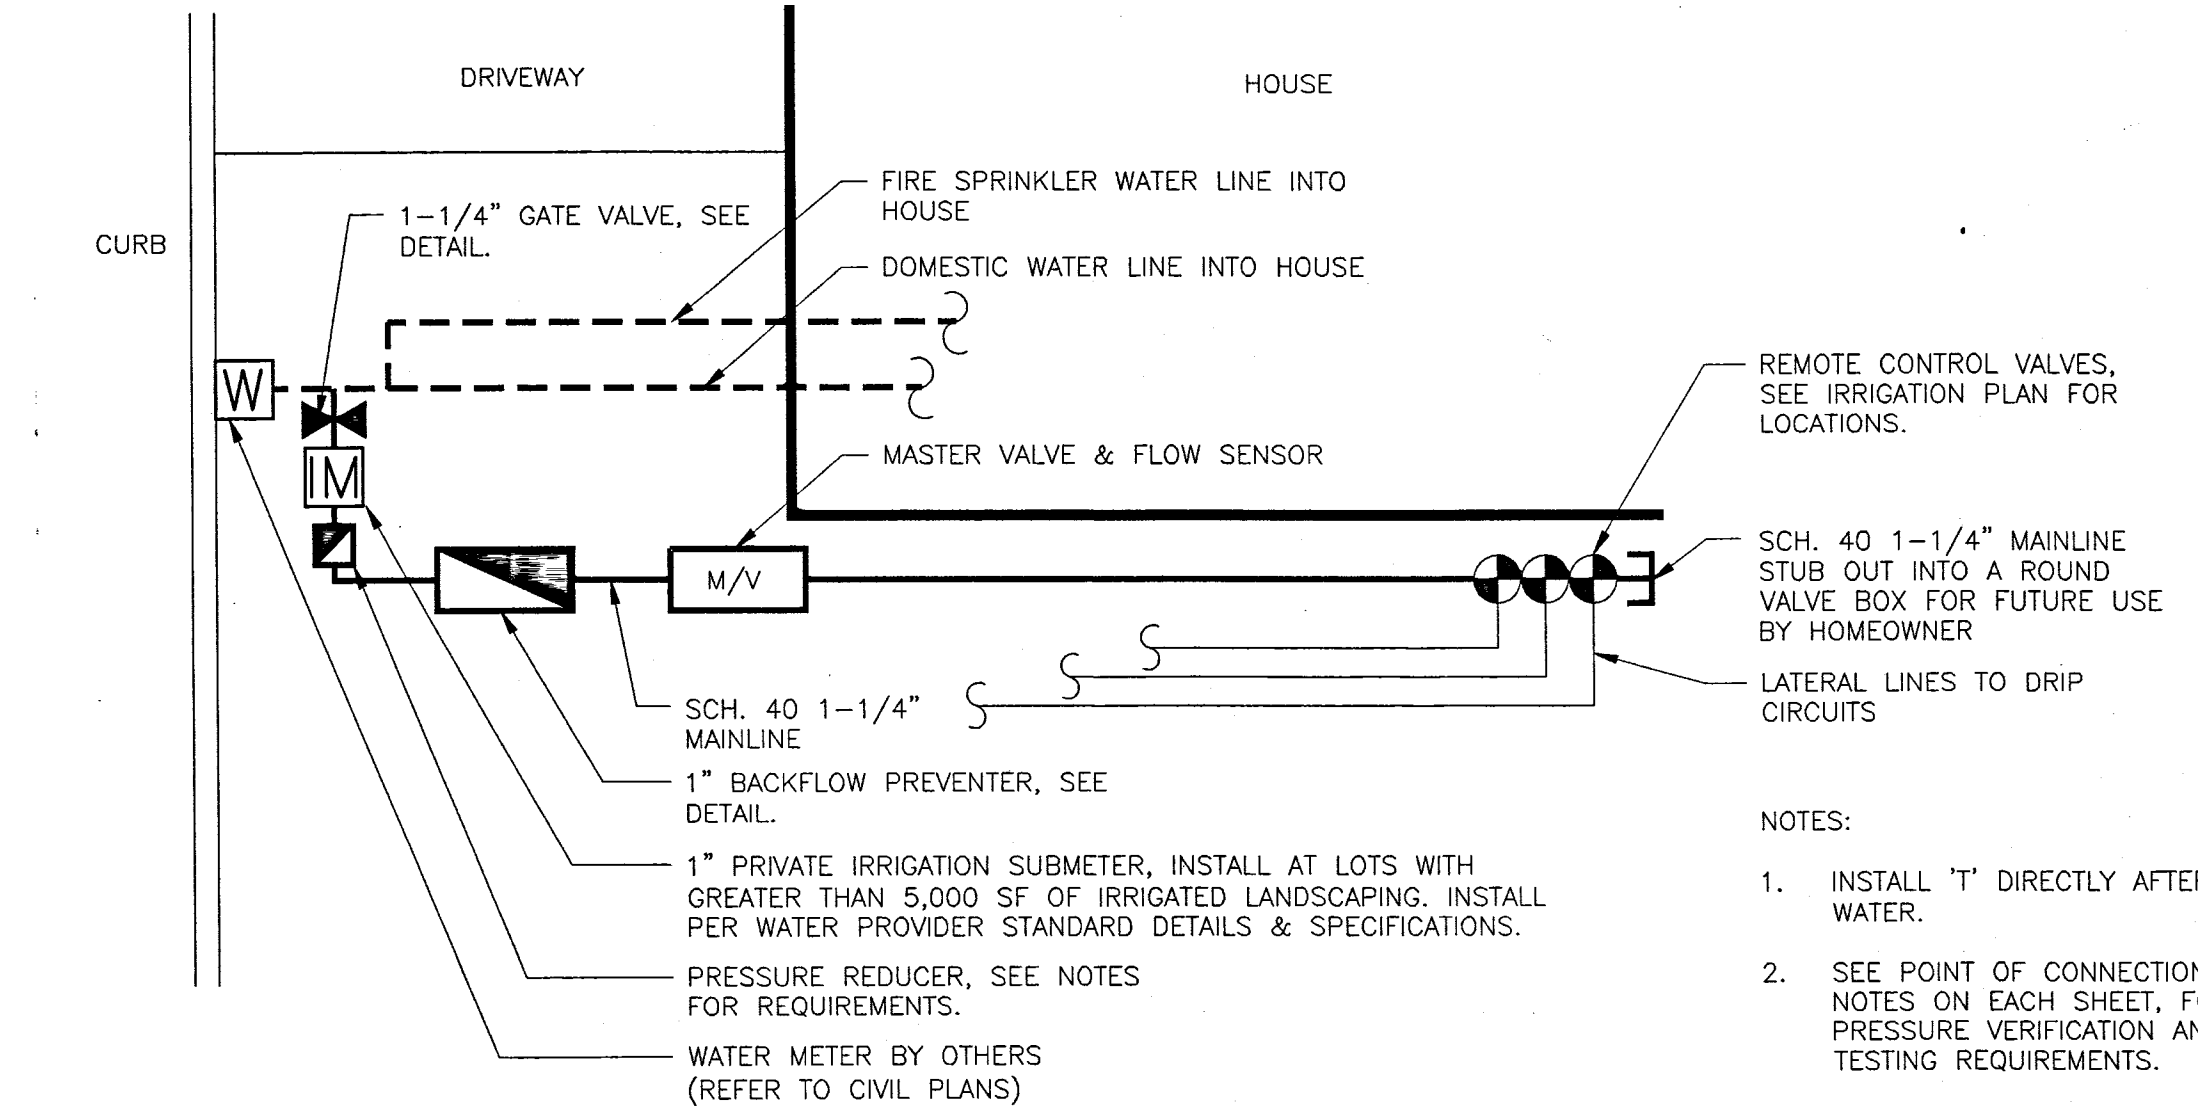 DRIVEWAY
HOUSE
CURB
1-1/4" GATE VALVE, SEE
DETAIL.
FIRE SPRINKLER WATER LINE INTO
HOUSE
DOMESTIC WATER LINE INTO HOUSE
W
IM
MASTER VALVE & FLOW SENSOR
M/V
REMOTE CONTROL VALVES,
SEE IRRIGATION PLAN FOR
LOCATIONS.
SCH. 40 1-1/4" MAINLINE
STUB OUT INTO A ROUND
VALVE BOX FOR FUTURE USE
BY HOMEOWNER
LATERAL LINES TO DRIP
CIRCUITS
SCH. 40 1-1/4"
MAINLINE
1" BACKFLOW PREVENTER, SEE
DETAIL.
1" PRIVATE IRRIGATION SUBMETER, INSTALL AT LOTS WITH
GREATER THAN 5,000 SF OF IRRIGATED LANDSCAPING. INSTALL
PER WATER PROVIDER STANDARD DETAILS & SPECIFICATIONS.
PRESSURE REDUCER, SEE NOTES
FOR REQUIREMENTS.
WATER METER BY OTHERS
(REFER TO CIVIL PLANS)
NOTES:
1. INSTALL 'T' DIRECTLY
WATER.
2. SEE POINT OF
NOTES ON EACH SHEET,
PRESSURE VERIFICATION
TESTING REQUIREMENTS.